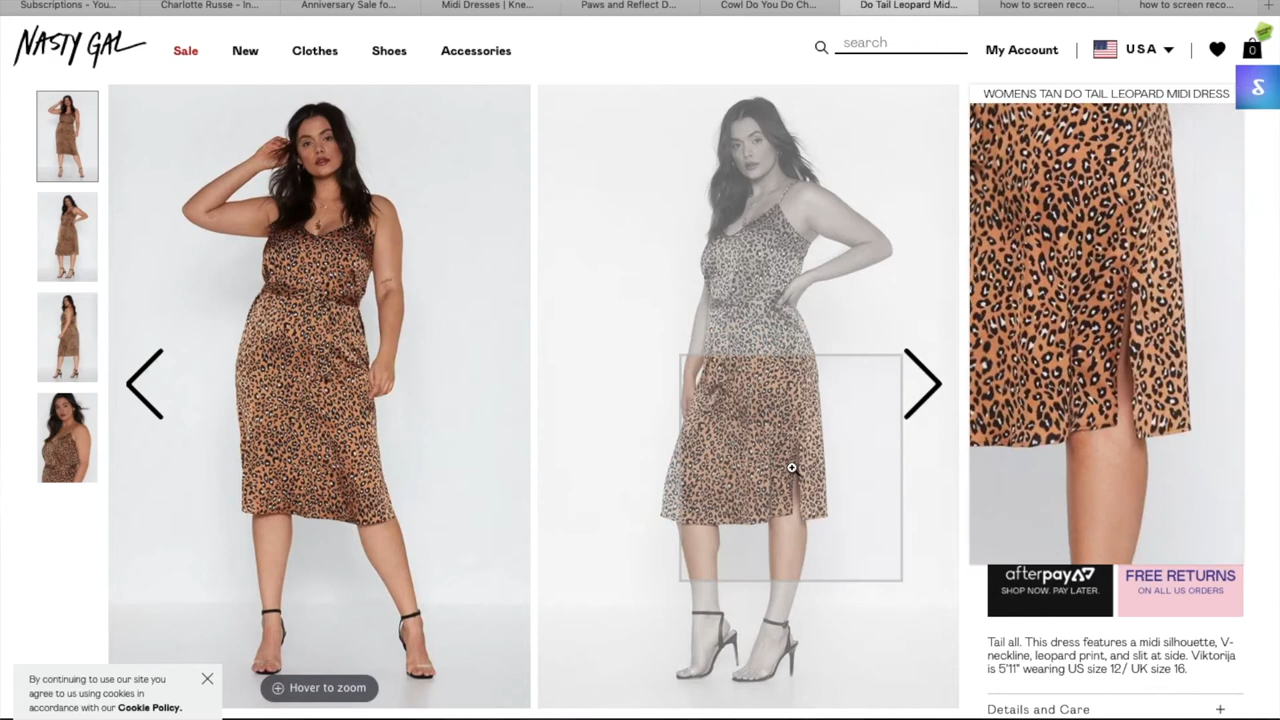 Subscriptions - You...
Charlotte Russe - In...
Anniversary Sale fo...
Midi Dresses | Kne...
Paws and Reflect D...
Cowl Do You Do Ch...
Do Tail Leopard Mid...
how to screen reco...
how to screen reco...
NASTY GAL
Sale
New
Clothes
Shoes
Accessories
search
My Account
USA
0
WOMENS TAN DO TAIL LEOPARD MIDI DRESS
afterpay
SHOP NOW. PAY LATER.
FREE RETURNS
ON ALL US ORDERS
Tail all. This dress features a midi silhouette, V-
neckline, leopard print, and slit at side. Viktorija
is 5'11" wearing US size 12/ UK size 16.
Details and Care
Hover to zoom
By continuing to use our site you
agree to us using cookies in
accordance with our Cookie Policy.